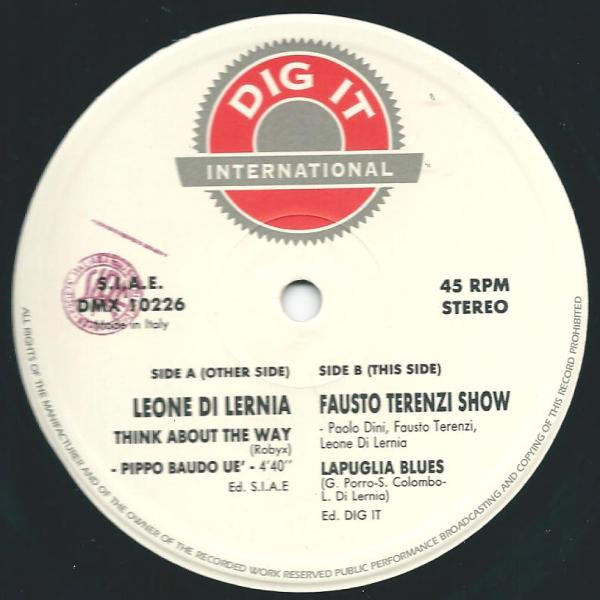 DIG IT
INTERNATIONAL
S.I.A.E.
DMX 10226
Made in Italy
45 RPM
STEREO
SIDE A (OTHER SIDE)
LEONE DI LERNIA
THINK ABOUT THE WAY
(Robyx)
- PIPPO BAUDO UE' - 4'40"
Ed. S.I.A.E
SIDE B (THIS SIDE)
FAUSTO TERENZI SHOW
- Paolo Dini, Fausto Terenzi,
Leone Di Lernia
LAPUGLIA BLUES
(G. Porro-S. Colombo-
L. Di Lernia)
Ed. DIG IT
ALL RIGHTS OF THE MANUFACTURER AND OF THE OWNER OF THE RECORDED WORK RESERVED PUBLIC PERFORMANCE BROADCASTING AND COPYING OF THIS RECORD PROHIBITED